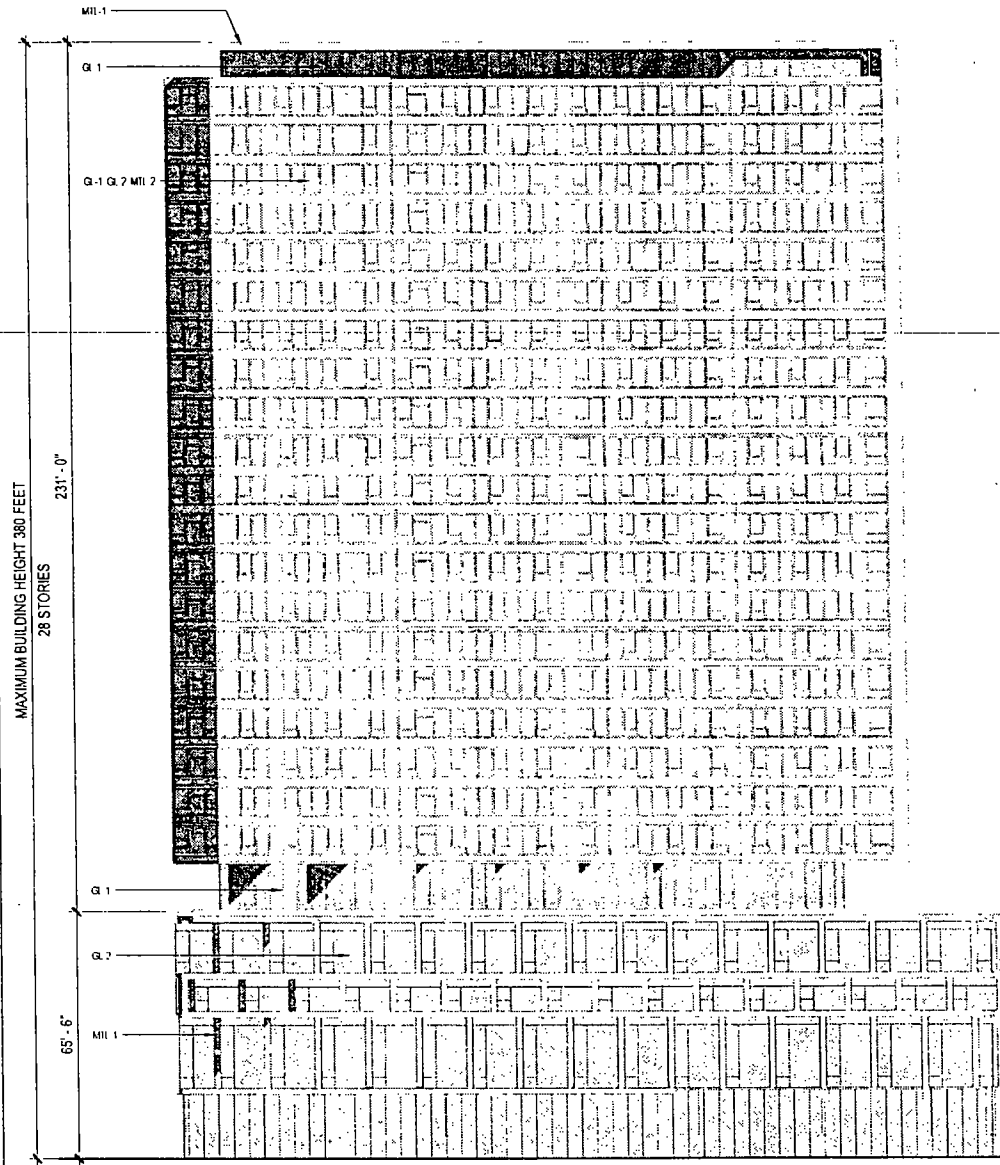 MTL-1
GL 1
GL-1 GL 2 MTL 2
MAXIMUM BUILDING HEIGHT 380 FEET
28 STORIES
231'- 0"
GL 1
GL 2
65'- 6"
MTL 1